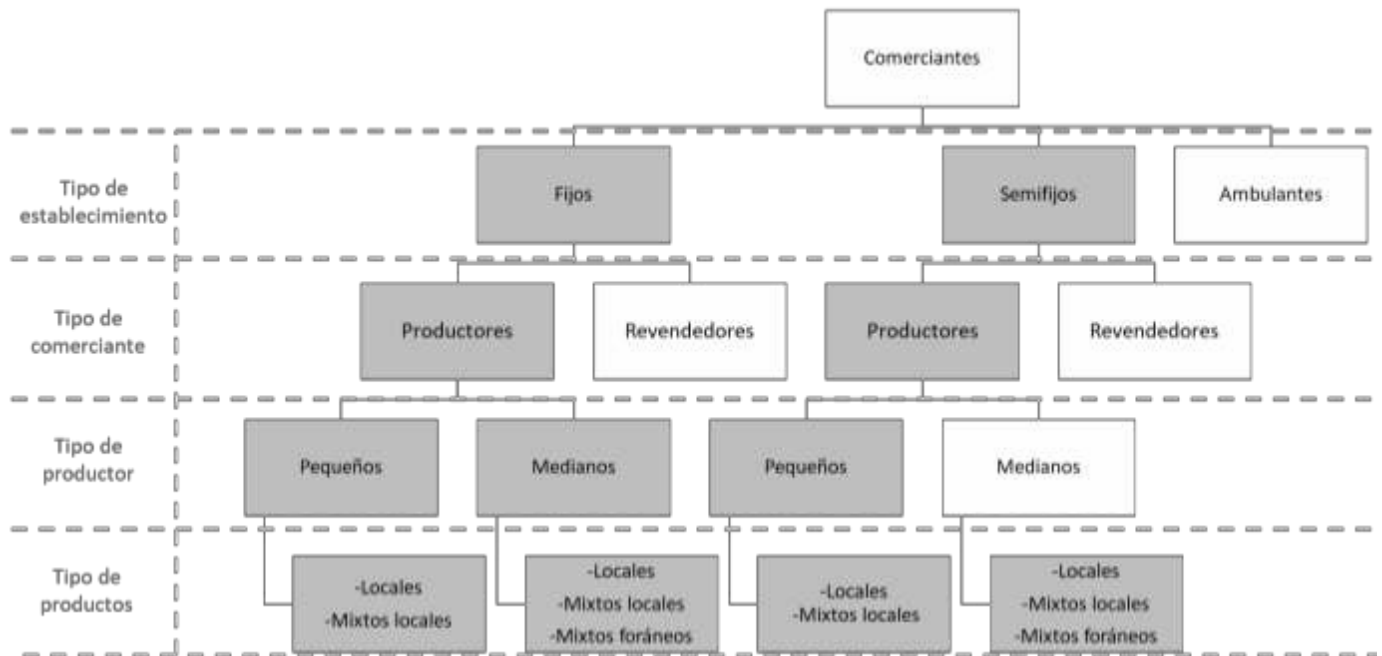 Comerciantes
Tipo de
establecimiento
Fijos
Semifijos
Ambulantes
Tipo de
comerciante
Productores
Revendedores
Productores
Revendedores
Tipo de
productor
Pequeños
Medianos
Pequeños
Medianos
Tipo de
productos
-Locales
-Mixtos locales
-Locales
-Mixtos locales
-Mixtos foráneos
-Locales
-Mixtos locales
-Locales
-Mixtos locales
-Mixtos foráneos